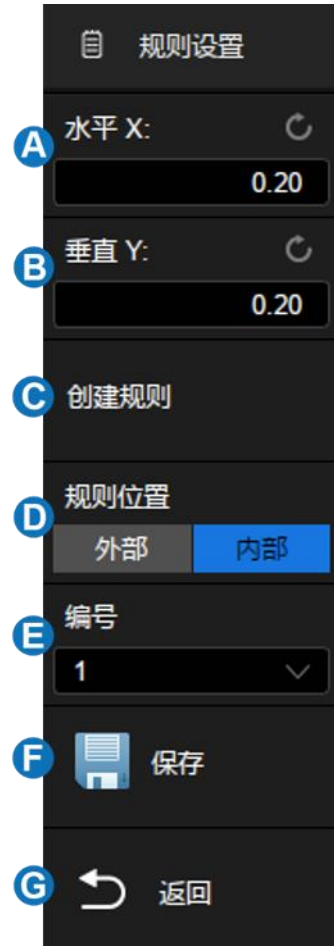 规则设置
A 水平 X:
0.20
B 垂直 Y:
0.20
C 创建规则
规则位置
D 外部 内部
编号
E 1
F 保存
G 返回